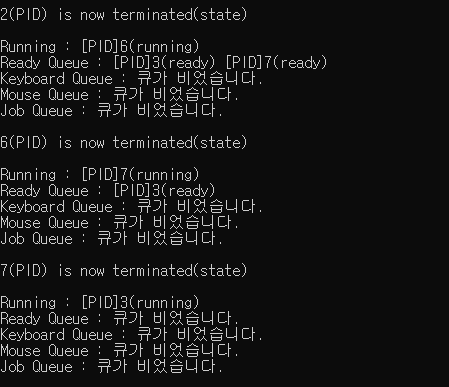 2(PID) is now terminated(state)
Running : [PID]6(running)
Ready Queue : [PID]3(ready) [PID]7(ready)
Keyboard Queue : 큐가 비었습니다.
Mouse Queue : 큐가 비었습니다.
Job Queue : 큐가 비었습니다.
6(PID) is now terminated(state)
Running : [PID]7(running)
Ready Queue : [PID]3(ready)
Keyboard Queue : 큐가 비었습니다.
Mouse Queue : 큐가 비었습니다.
Job Queue : 큐가 비었습니다.
7(PID) is now terminated(state)
Running : [PID]3(running)
Ready Queue : 큐가 비었습니다.
Keyboard Queue : 큐가 비었습니다.
Mouse Queue : 큐가 비었습니다.
Job Queue : 큐가 비었습니다.